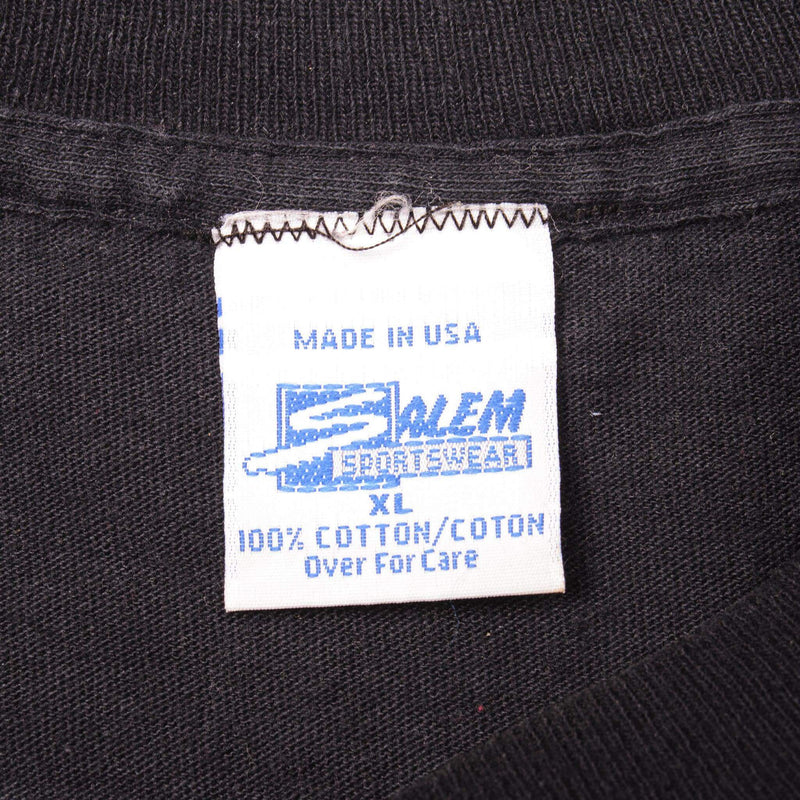 MADE IN USA
SALEM
SPORTSWEAR
XL
100% COTTON/COTON
Over For Care